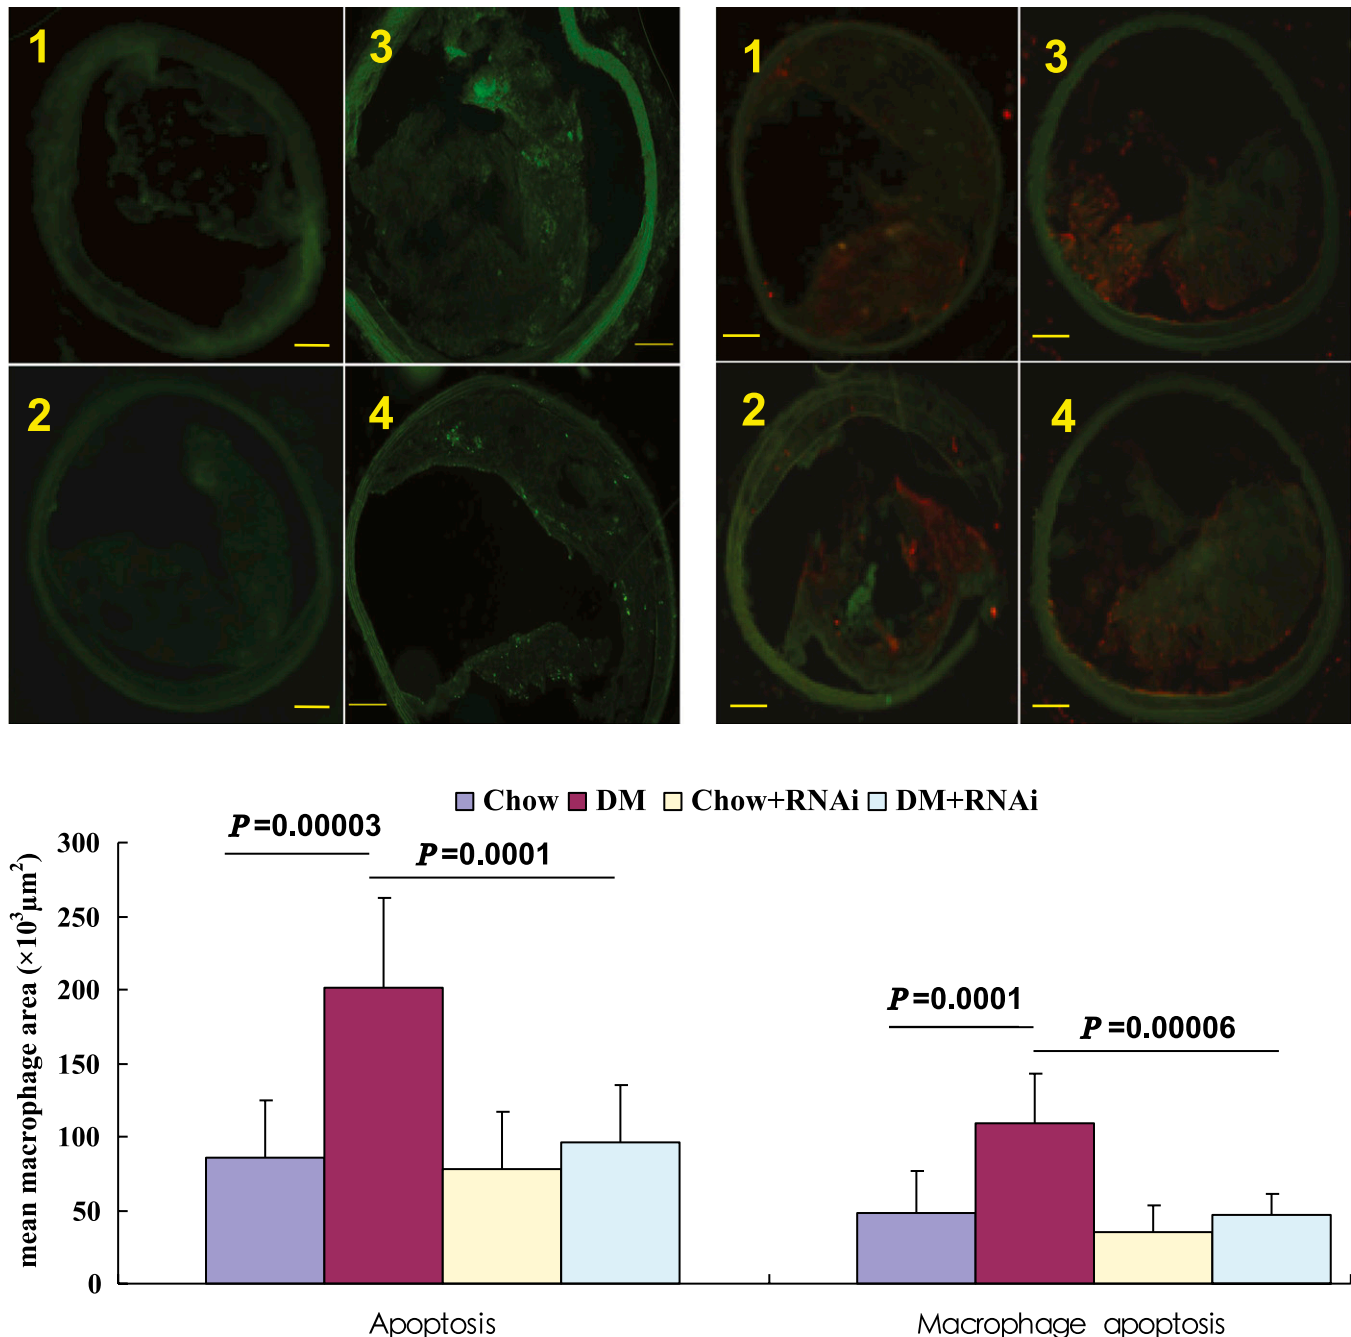 1 3 1 3
2 4 2 4
Chow DM Chow+RNAi DM+RNAi
P=0.00003
P=0.0001
P=0.0001
P=0.00006
mean macrophage area (×10³μm²)
300
250
200
150
100
50
0
Apoptosis Macrophage apoptosis